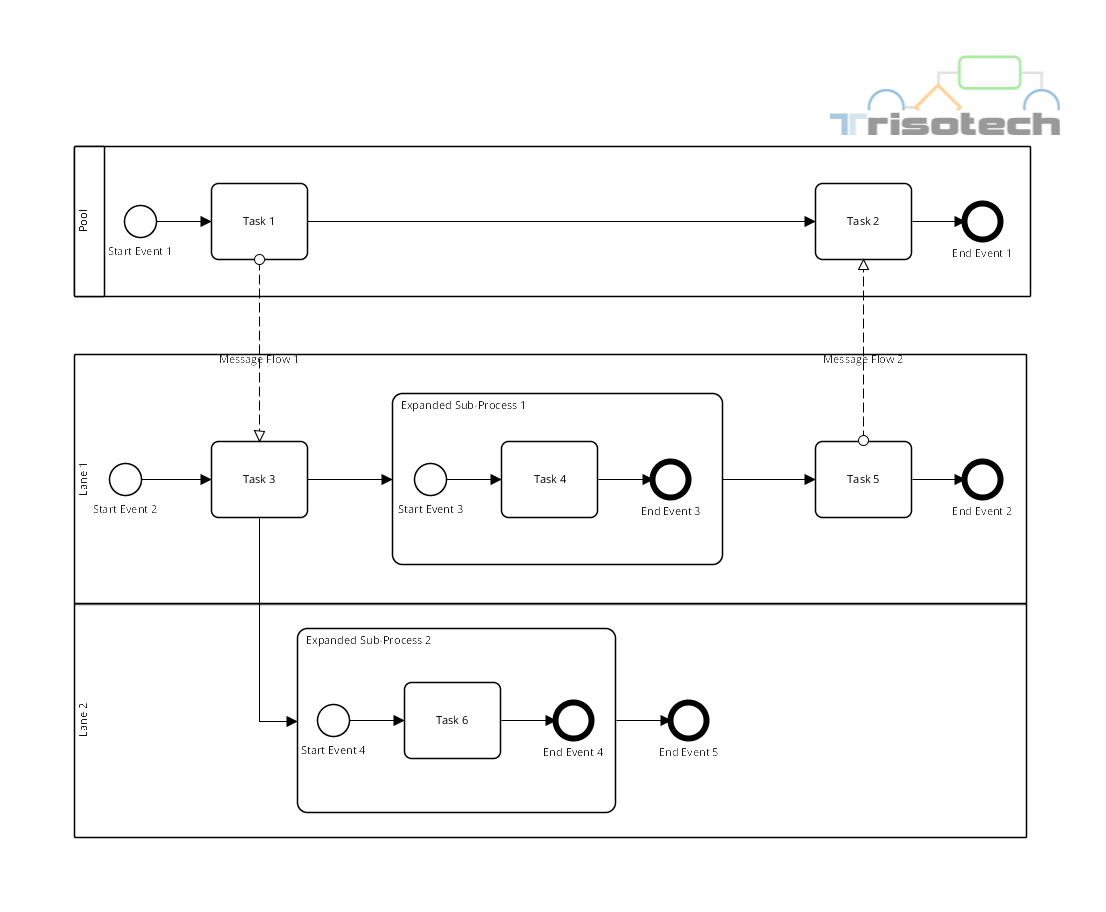 Trisotech
Pool
Task 1
Task 2
Start Event 1
End Event 1
Message Flow 1
Message Flow 2
Lane 1
Expanded Sub-Process 1
Task 3
Task 4
Task 5
Start Event 2
Start Event 3
End Event 3
End Event 2
Lane 2
Expanded Sub-Process 2
Task 6
Start Event 4
End Event 4
End Event 5